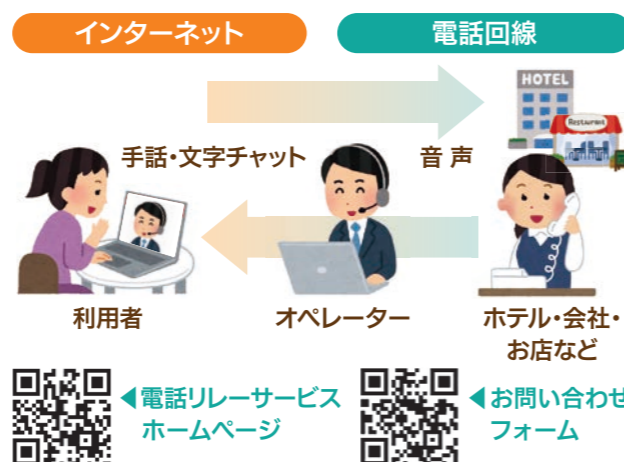 インターネット
電話回線
HOTEL
Restaurant
手話・文字チャット
音声
利用者
オペレーター
ホテル・会社・
お店など
◀電話リレーサービス
ホームページ
◀お問い合わせ
フォーム